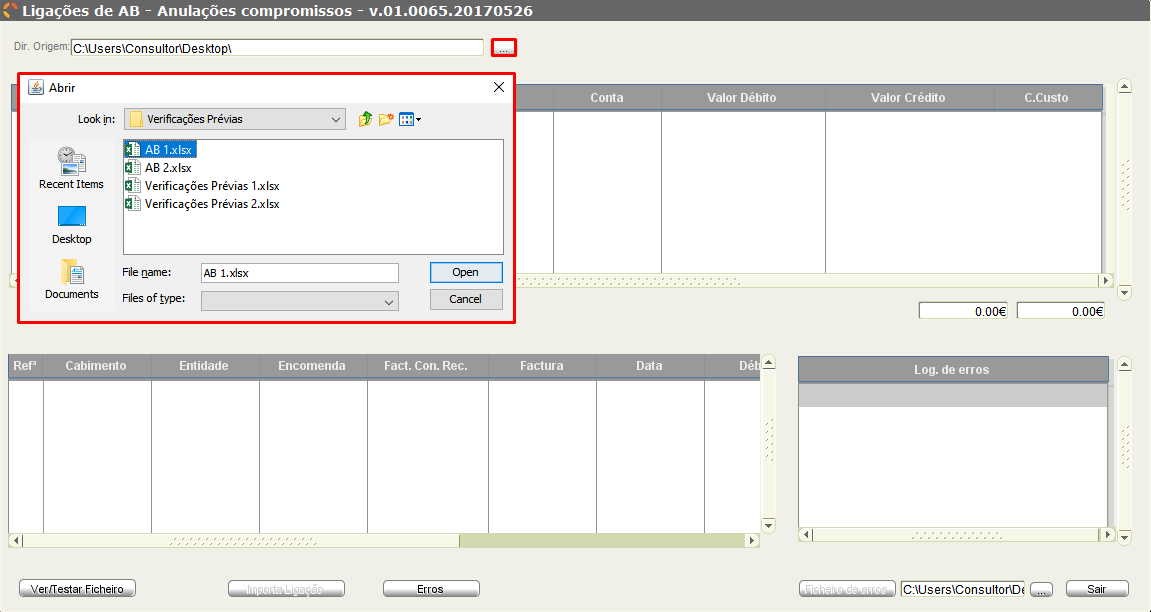 Ligações de AB - Anulações compromissos - v.01.0065.20170526
Dir. Origem: C:\Users\Consultor\Desktop\ ...
Abrir
Look in: Verificações Prévias
Recent Items
Desktop
Documents
AB 1.xlsx
AB 2.xlsx
Verificações Prévias 1.xlsx
Verificações Prévias 2.xlsx
File name: AB 1.xlsx Open
Files of type: Cancel
Conta Valor Débito Valor Crédito C.Custo
0.00€ 0.00€
Refª Cabimento Entidade Encomenda Fact. Con. Rec. Factura Data Déb
Log. de erros
Ver/Testar Ficheiro Importa Ligação Erros Ficheiro de erros C:\Users\Consultor\De ... Sair